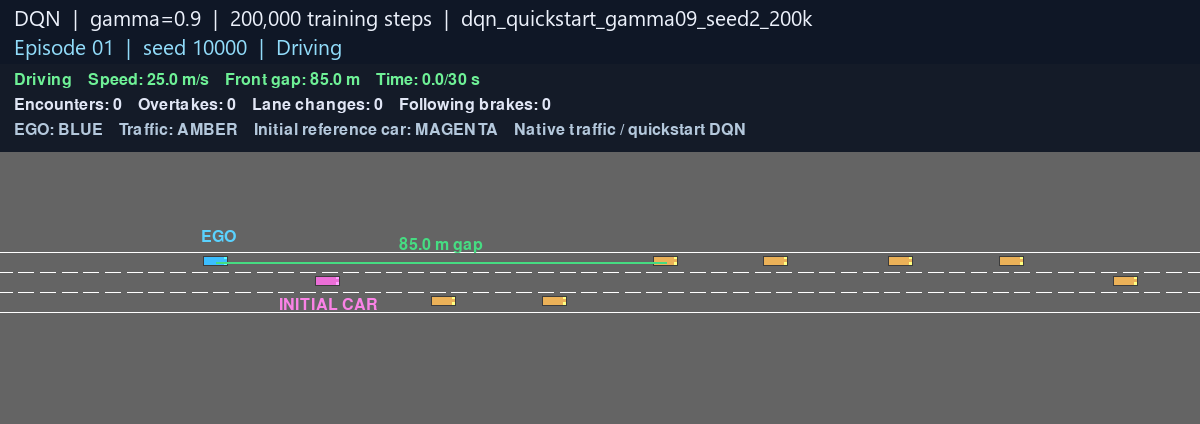 DQN | gamma=0.9 | 200,000 training steps | dqn_quickstart_gamma09_seed2_200k
Episode 01 | seed 10000 | Driving
Driving Speed: 25.0 m/s Front gap: 85.0 m Time: 0.0/30 s
Encounters: 0 Overtakes: 0 Lane changes: 0 Following brakes: 0
EGO: BLUE Traffic: AMBER Initial reference car: MAGENTA Native traffic / quickstart DQN
EGO
85.0 m gap
INITIAL CAR